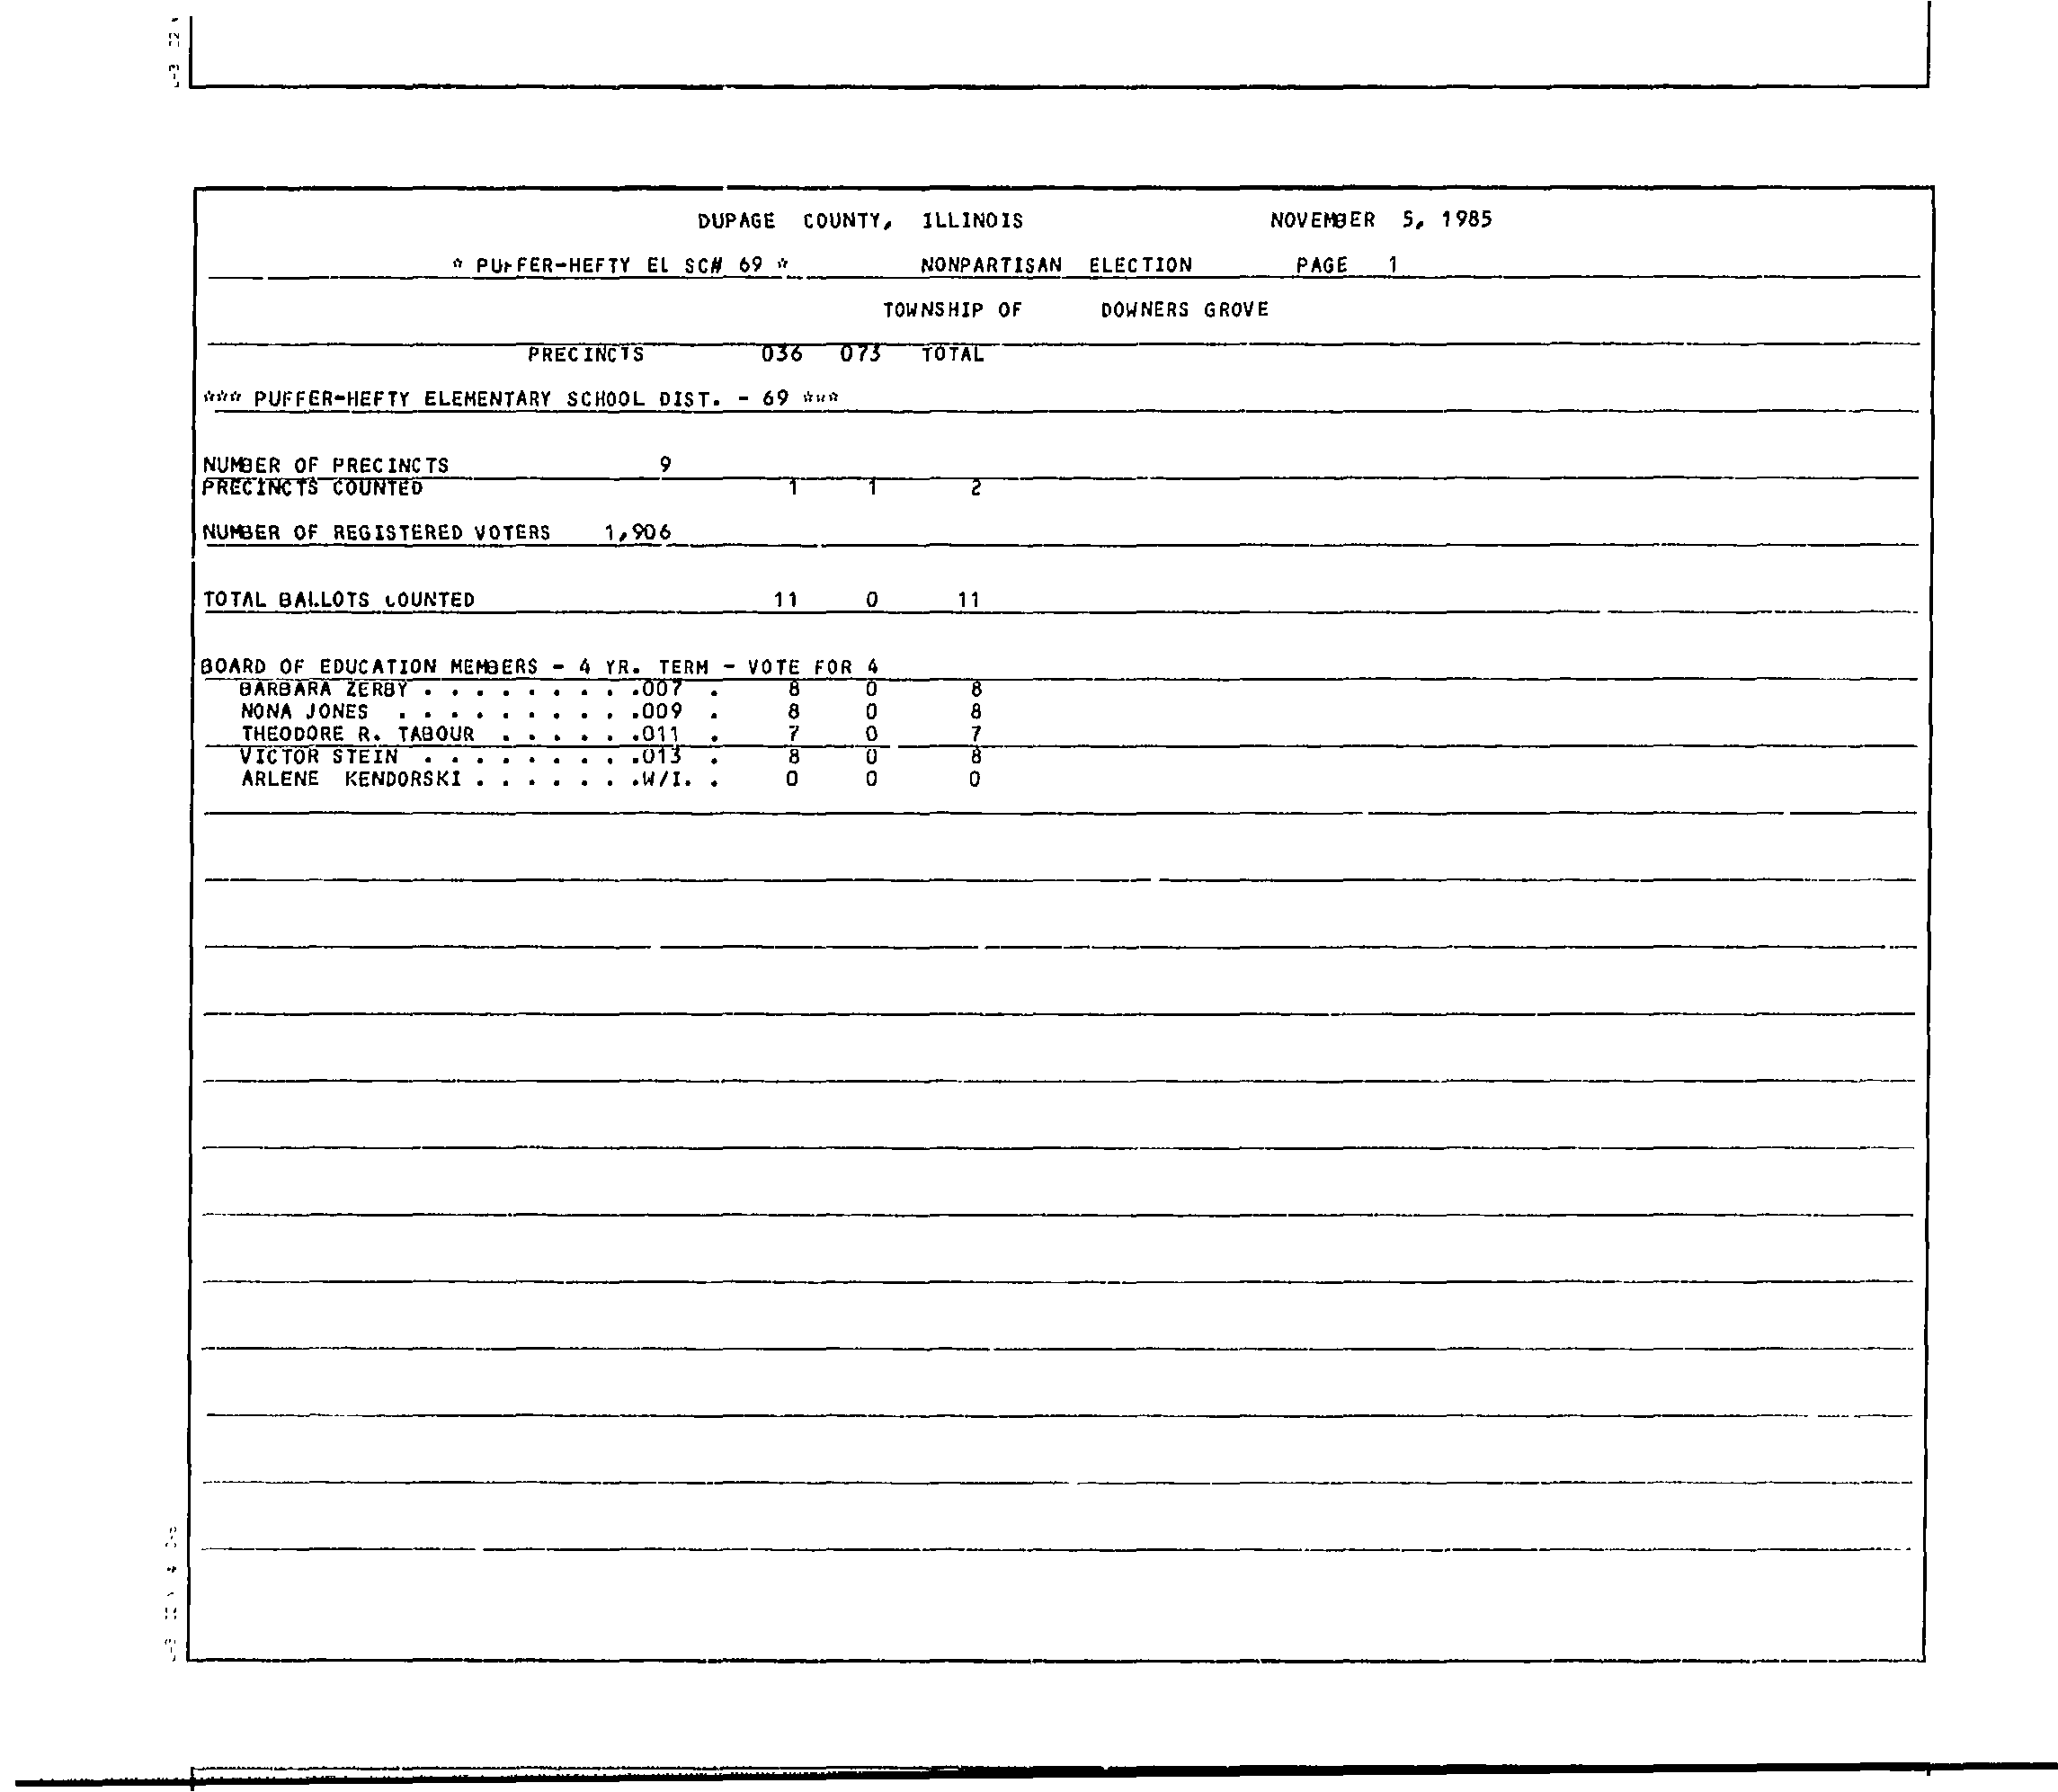 DUPAGE COUNTY, ILLINOIS NOVEMBER 5, 1985
* PUFFER-HEFTY EL SC# 69 * NONPARTISAN ELECTION PAGE 1
TOWNSHIP OF DOWNERS GROVE
PRECINCTS 036 073 TOTAL
*** PUFFER-HEFTY ELEMENTARY SCHOOL DIST. - 69 ***
NUMBER OF PRECINCTS 9
PRECINCTS COUNTED 1 1 2
NUMBER OF REGISTERED VOTERS 1,906
TOTAL BALLOTS COUNTED 11 0 11
BOARD OF EDUCATION MEMBERS - 4 YR. TERM - VOTE FOR 4
BARBARA ZERBY . . . . . . . . .007 . 8 0 8
NONA JONES . . . . . . . . . .009 . 8 0 8
THEODORE R. TABOUR . . . . . .011 . 7 0 7
VICTOR STEIN . . . . . . . . .013 . 8 0 8
ARLENE KENDORSKI . . . . . . .W/I. . 0 0 0